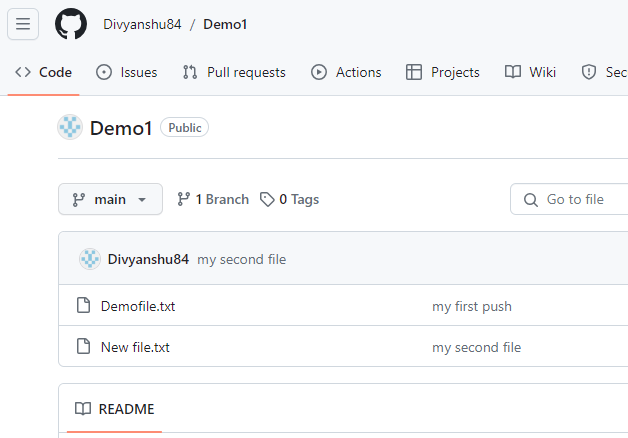 Divyanshu84 / Demo1
Code Issues Pull requests Actions Projects Wiki Sec
Demo1 Public
main 1 Branch 0 Tags Go to file
Divyanshu84 my second file
Demofile.txt my first push
New file.txt my second file
README